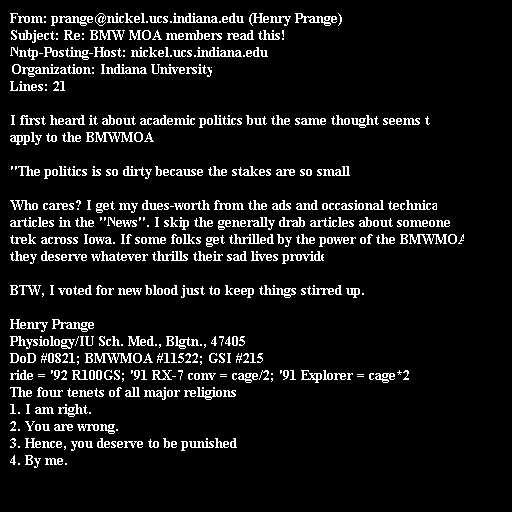 From: prange@nickel.ucs.indiana.edu (Henry Prange)
Subject: Re: BMW MOA members read this!
Nntp-Posting-Host: nickel.ucs.indiana.edu
Organization: Indiana University
Lines: 21

I first heard it about academic politics but the same thought seems t
apply to the BMWMOA

"The politics is so dirty because the stakes are so small

Who cares? I get my dues-worth from the ads and occasional technica
articles in the "News". I skip the generally drab articles about someone
trek across Iowa. If some folks get thrilled by the power of the BMWMOA
they deserve whatever thrills their sad lives provide

BTW, I voted for new blood just to keep things stirred up.

Henry Prange
Physiology/IU Sch. Med., Blgtn., 47405
DoD #0821; BMWMOA #11522; GSI #215
ride = '92 R100GS; '91 RX-7 conv = cage/2; '91 Explorer = cage*2
The four tenets of all major religions
1. I am right.
2. You are wrong.
3. Hence, you deserve to be punished
4. By me.